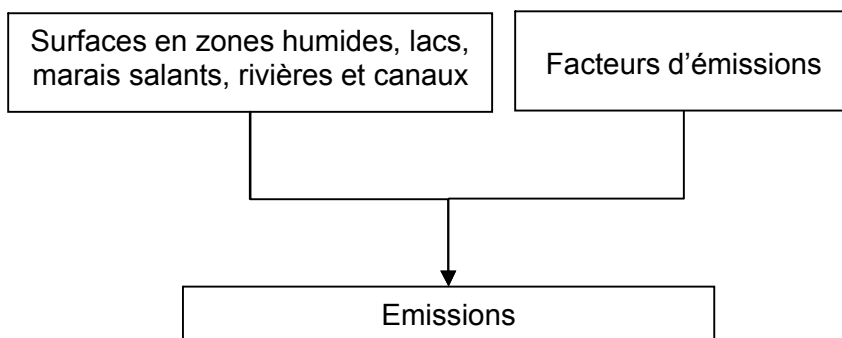 Surfaces en zones humides, lacs,
marais salants, rivières et canaux
Facteurs d’émissions
Emissions